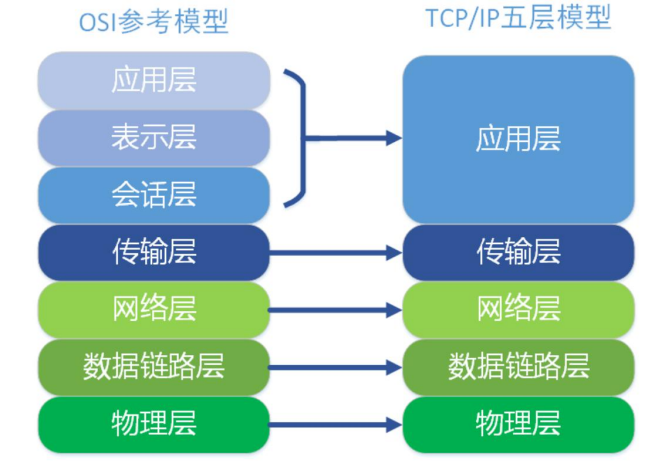 OSI参考模型
TCP/IP五层模型
应用层
表示层
会话层
传输层
网络层
数据链路层
物理层
应用层
传输层
网络层
数据链路层
物理层